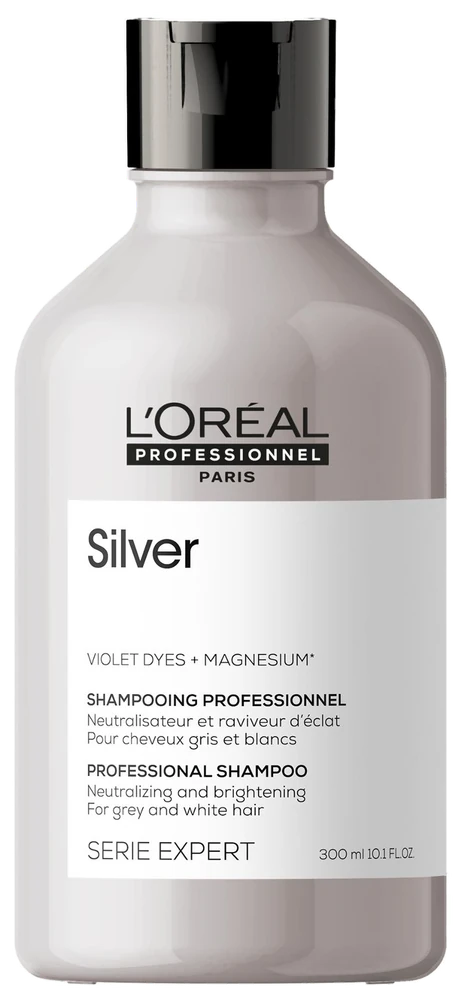 L'ORÉAL
PROFESSIONNEL
PARIS
Silver
VIOLET DYES + MAGNESIUM*
SHAMPOOING PROFESSIONNEL
Neutralisateur et raviveur d'éclat
Pour cheveux gris et blancs
PROFESSIONAL SHAMPOO
Neutralizing and brightening
For grey and white hair
SERIE EXPERT 300 ml 10.1 FL.OZ.